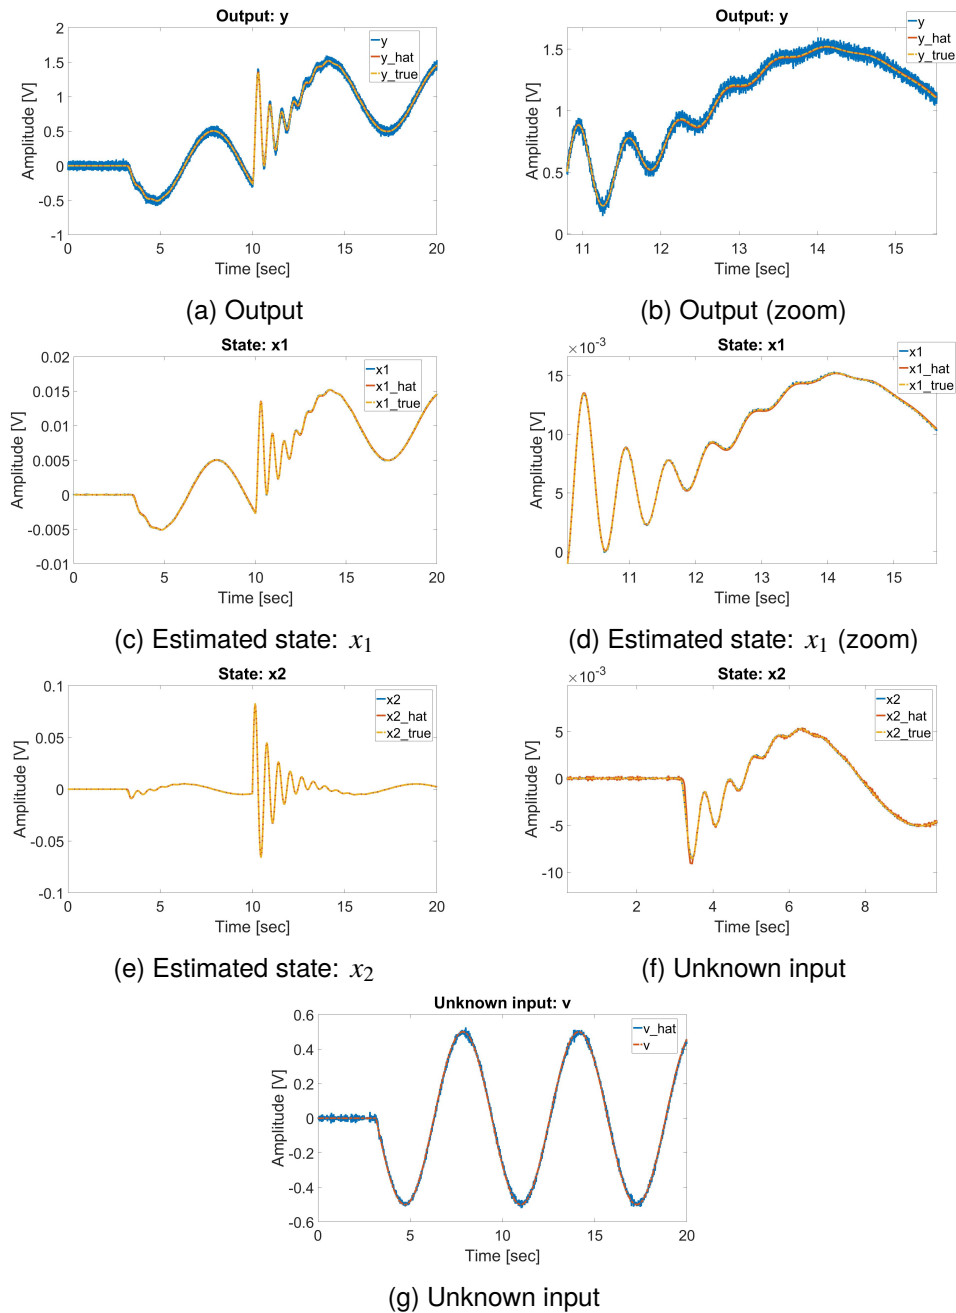 Output: y
Amplitude [V]
2
1.5
1
0.5
0
-0.5
-1
0 5 10 15 20
Time [sec]
y
y_hat
y_true
(a) Output
Output: y
Amplitude [V]
1.5
1
0.5
0
11 12 13 14 15
Time [sec]
y
y_hat
y_true
(b) Output (zoom)
State: x1
Amplitude [V]
0.02
0.015
0.01
0.005
0
-0.005
-0.01
0 5 10 15 20
Time [sec]
x1
x1_hat
x1_true
(c) Estimated state: x1
State: x1
×10-3
Amplitude [V]
15
10
5
0
11 12 13 14 15
Time [sec]
x1
x1_hat
x1_true
(d) Estimated state: x1 (zoom)
State: x2
Amplitude [V]
0.1
0.05
0
-0.05
-0.1
0 5 10 15 20
Time [sec]
x2
x2_hat
x2_true
(e) Estimated state: x2
State: x2
×10-3
Amplitude [V]
5
0
-5
-10
2 4 6 8
Time [sec]
x2
x2_hat
x2_true
(f) Unknown input
Unknown input: v
Amplitude [V]
0.6
0.4
0.2
0
-0.2
-0.4
-0.6
0 5 10 15 20
Time [sec]
v_hat
v
(g) Unknown input